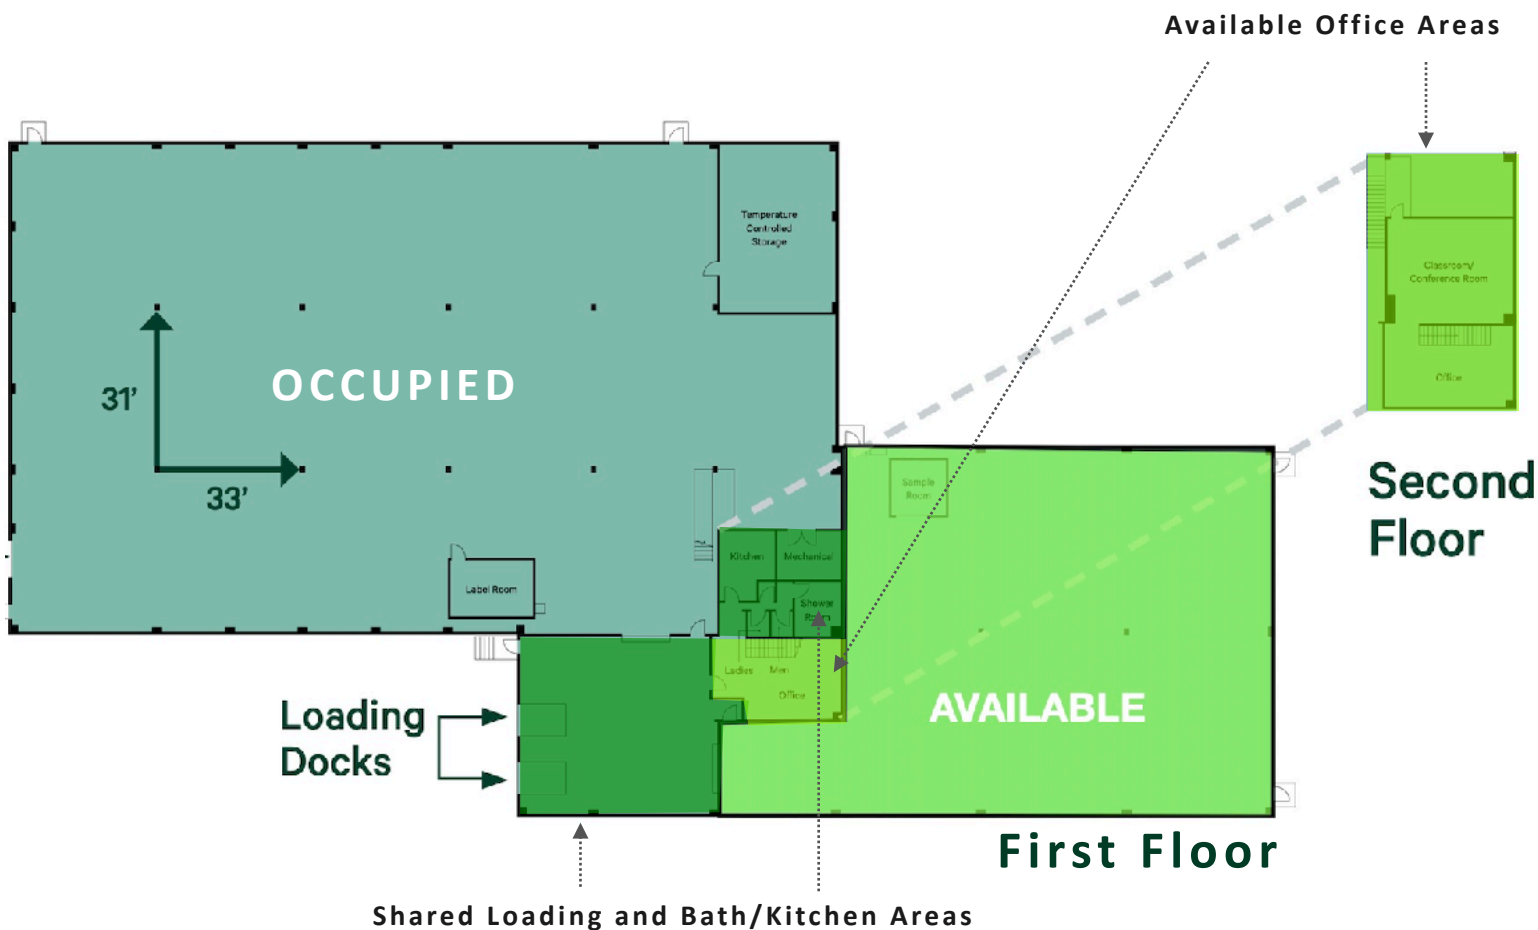 Available Office Areas
Temperature
Controlled
Storage
Classroom/
Conference Room
OCCUPIED
31'
33'
Office
Second
Floor
Sample
Room
Kitchen
Mechanical
Label Room
Shower
Room
Ladies
Men
Office
AVAILABLE
Loading
Docks
First Floor
Shared Loading and Bath/Kitchen Areas